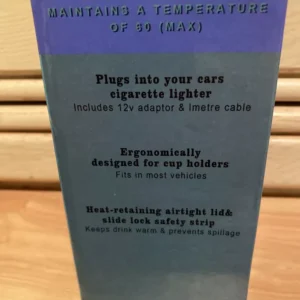 MAINTAINS A TEMPERATURE
OF 60 (MAX)
Plugs into your cars
cigarette lighter
Includes 12v adaptor & 1metre cable
Ergonomically
designed for cup holders
Fits in most vehicles
Heat-retaining airtight lid&
slide lock safety strip
Keeps drink warm & prevents spillage